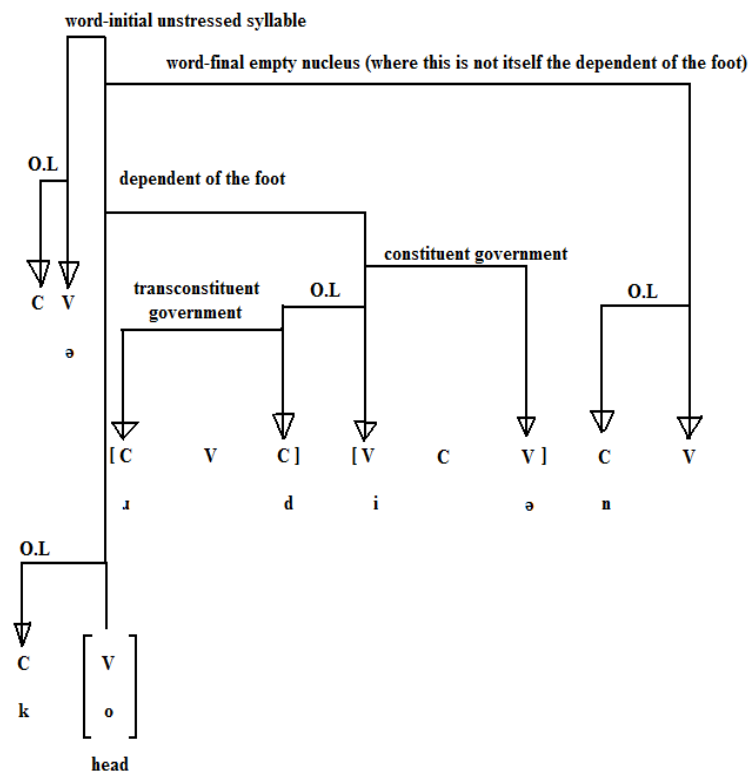 word-initial unstressed syllable
word-final empty nucleus (where this is not itself the dependent of the foot)
O.L
dependent of the foot
constituent government
C V
transconstituent
government
O.L
O.L
ə
[ C V C ] [ V C V ] C V
ɹ d i ə n
O.L
C V
k o
head